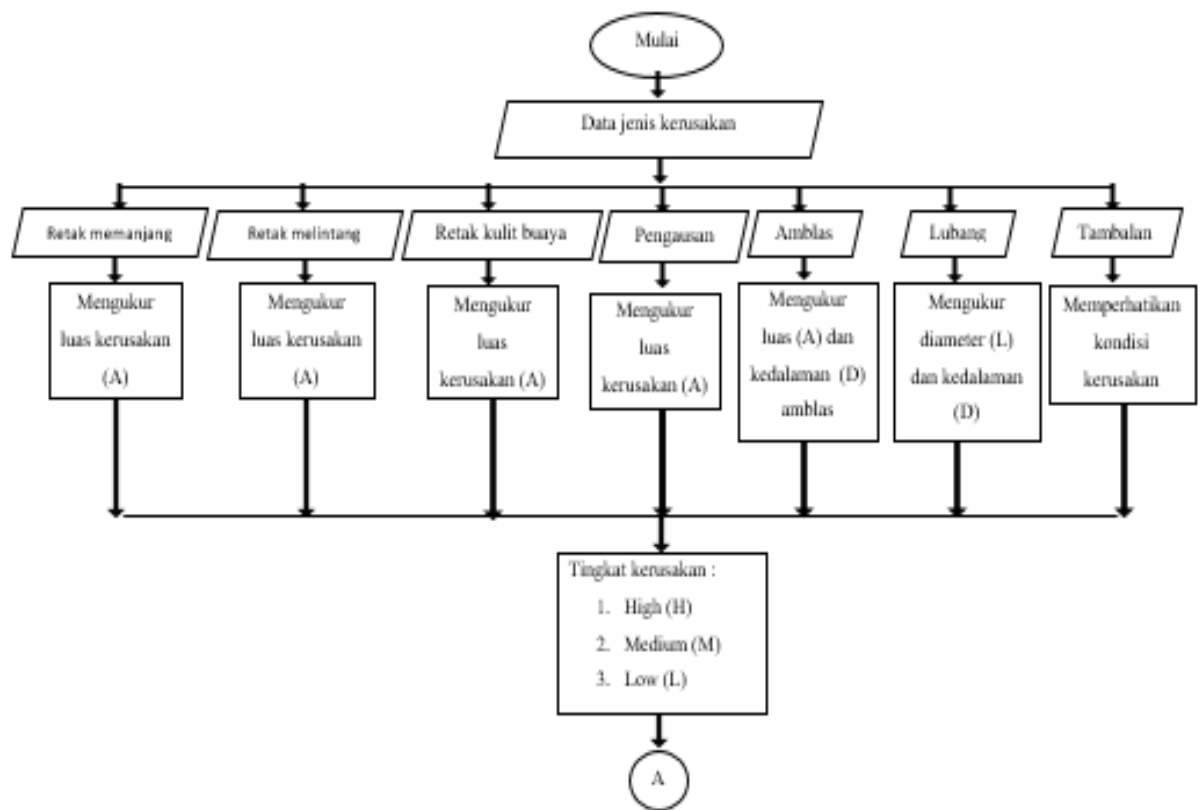 Mulai
Data jenis kerusakan
Retak memanjang
Retak melintang
Retak kulit buaya
Pengausan
Amblas
Lubang
Tambalan
Mengukur
luas kerusakan
(A)
Mengukur
luas kerusakan
(A)
Mengukur
luas
kerusakan (A)
Mengukur
luas
kerusakan (A)
Mengukur
luas (A) dan
kedalaman (D)
amblas
Mengukur
diameter (L)
dan kedalaman
(D)
Memperhatikan
kondisi
kerusakan
Tingkat kerusakan :
1. High (H)
2. Medium (M)
3. Low (L)
A